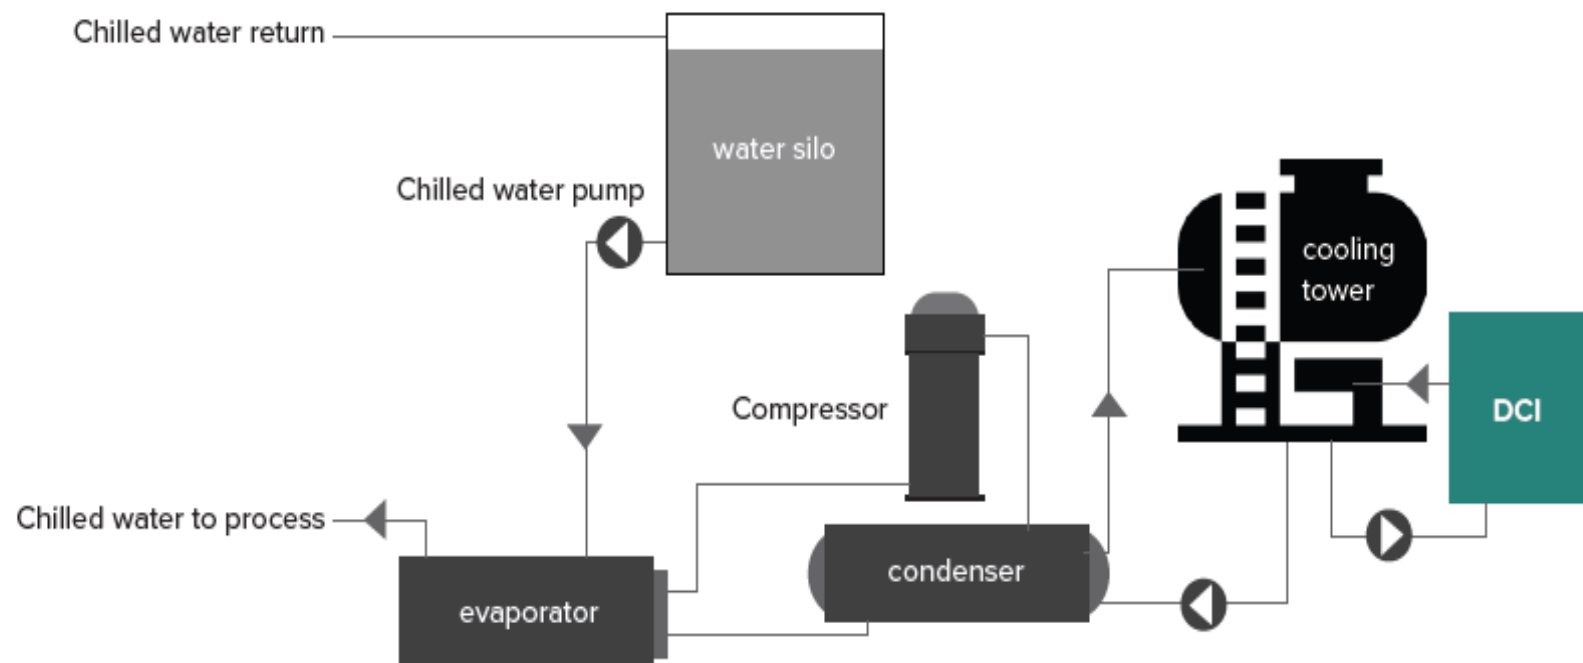 Chilled water return
water silo
Chilled water pump
cooling
tower
Compressor
DCI
Chilled water to process
condenser
evaporator